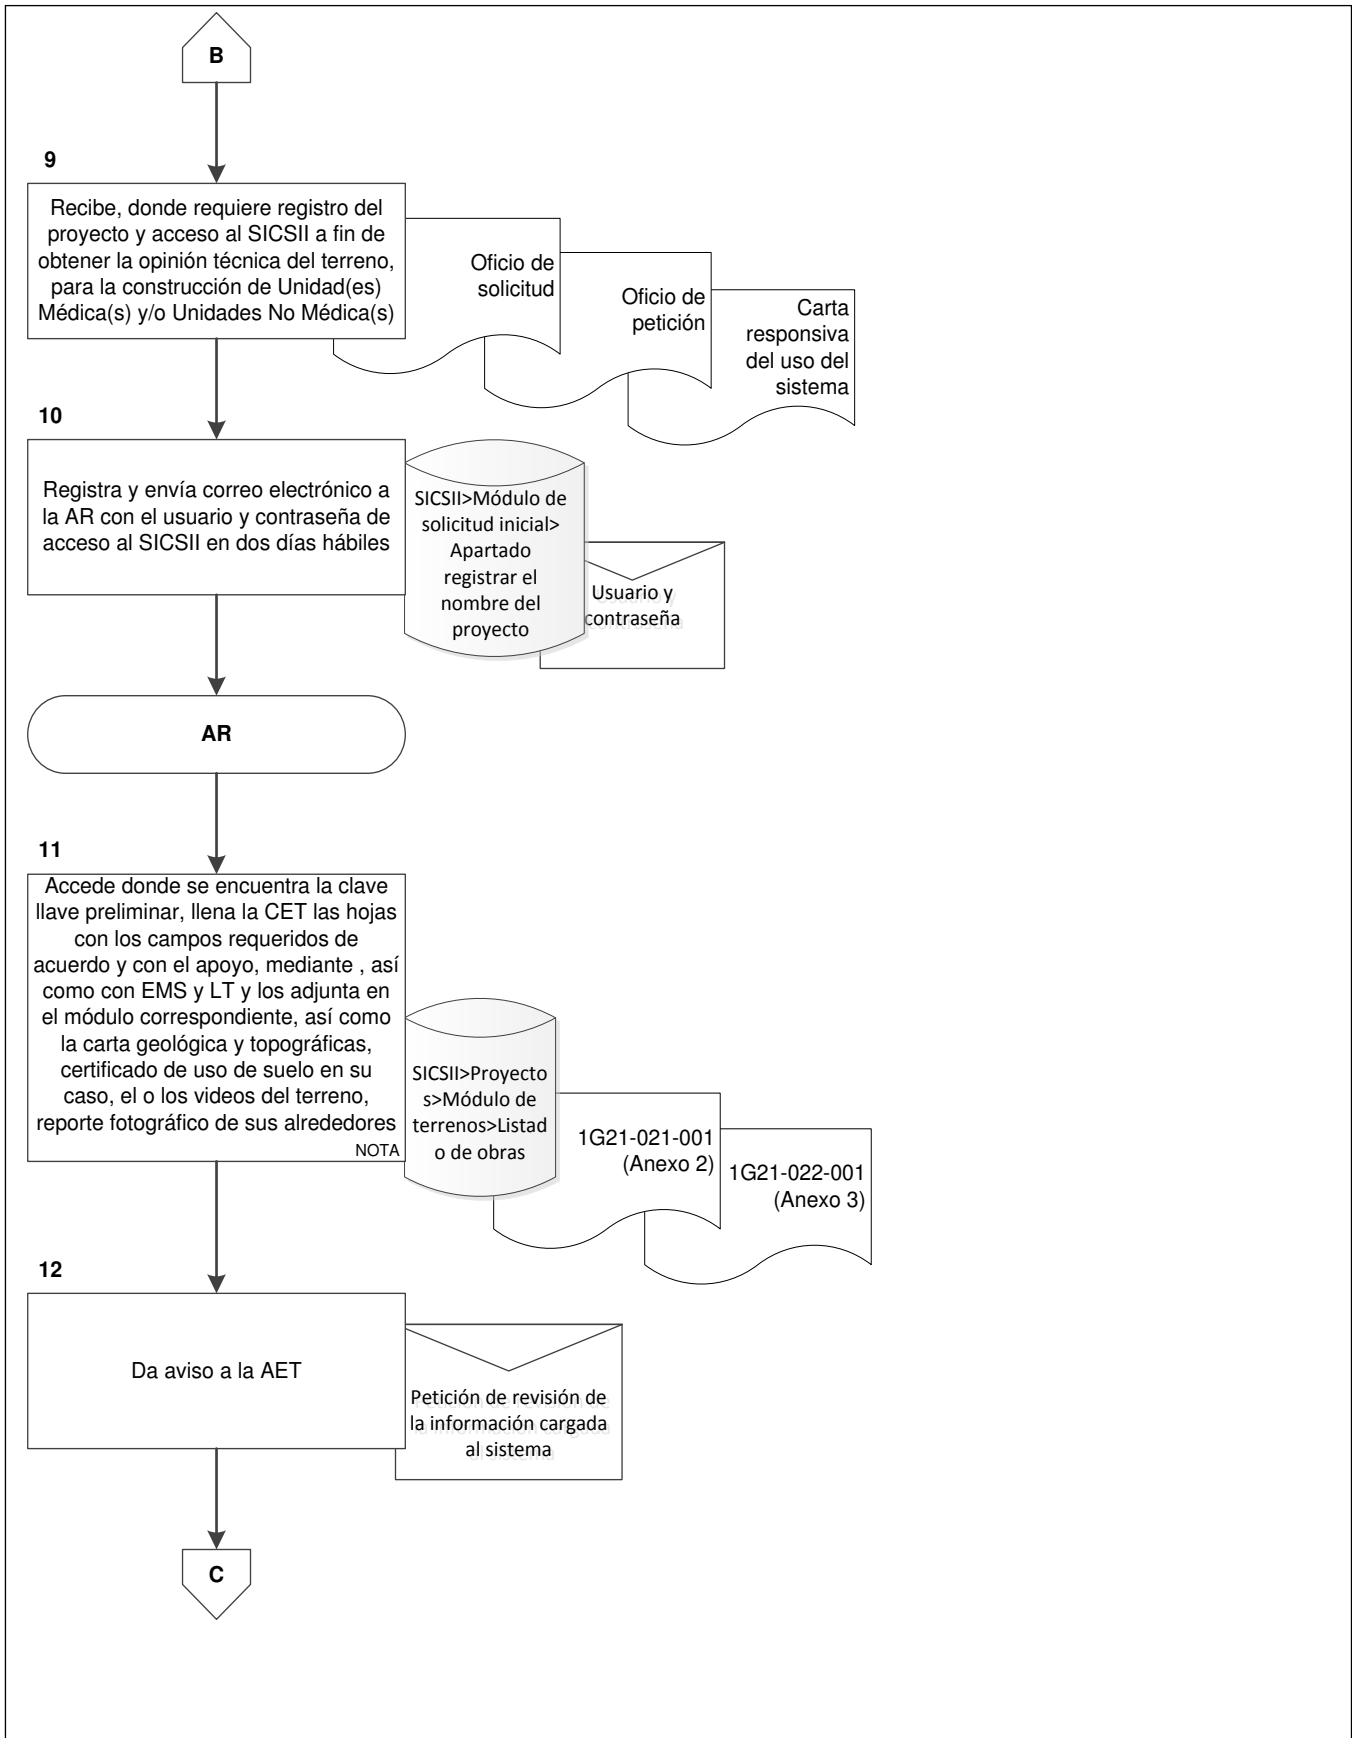 B
9
Recibe, donde requiere registro del
proyecto y acceso al SICSII a fin de
obtener la opinión técnica del terreno,
para la construcción de Unidad(es)
Médica(s) y/o Unidades No Médica(s)
Oficio de
solicitud
Oficio de
petición
Carta
responsiva
del uso del
sistema
10
Registra y envía correo electrónico a
la AR con el usuario y contraseña de
acceso al SICSII en dos días hábiles
SICSII>Módulo de
solicitud inicial>
Apartado
registrar el
nombre del
proyecto
Usuario y
contraseña
AR
11
Accede donde se encuentra la clave
llave preliminar, llena la CET las hojas
con los campos requeridos de
acuerdo y con el apoyo, mediante , así
como con EMS y LT y los adjunta en
el módulo correspondiente, así como
la carta geológica y topográficas,
certificado de uso de suelo en su
caso, el o los videos del terreno,
reporte fotográfico de sus alrededores
NOTA
SICSII>Proyecto
s>Módulo de
terrenos>Listad
o de obras
1G21-021-001
(Anexo 2)
1G21-022-001
(Anexo 3)
12
Da aviso a la AET
Petición de revisión de
la información cargada
al sistema
C